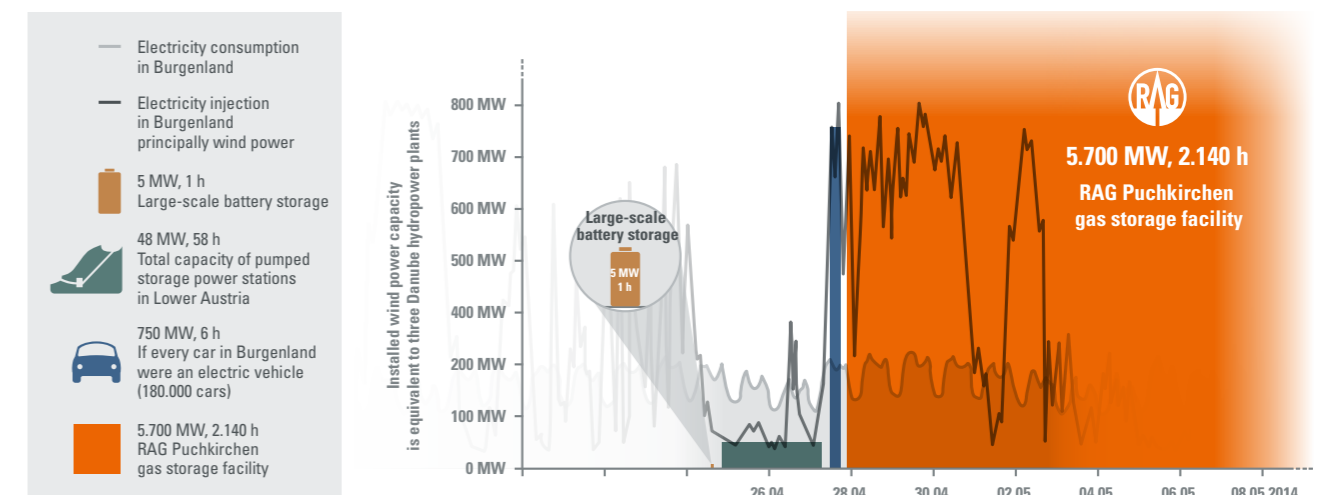 Electricity consumption
in Burgenland
Electricity injection
in Burgenland
principally wind power
5 MW, 1 h
Large-scale battery storage
48 MW, 58 h
Total capacity of pumped
storage power stations
in Lower Austria
750 MW, 6 h
If every car in Burgenland
were an electric vehicle
(180.000 cars)
5.700 MW, 2.140 h
RAG Puchkirchen
gas storage facility
Installed wind power capacity
is equivalent to three Danube hydropower plants
800 MW
700 MW
600 MW
500 MW
400 MW
200 MW
100 MW
0 MW
Large-scale
battery storage
5 MW
1 h
RAG
5.700 MW, 2.140 h
RAG Puchkirchen
gas storage facility
26.04
28.04
30.04
02.05
04.05
06.05
08.05.2014